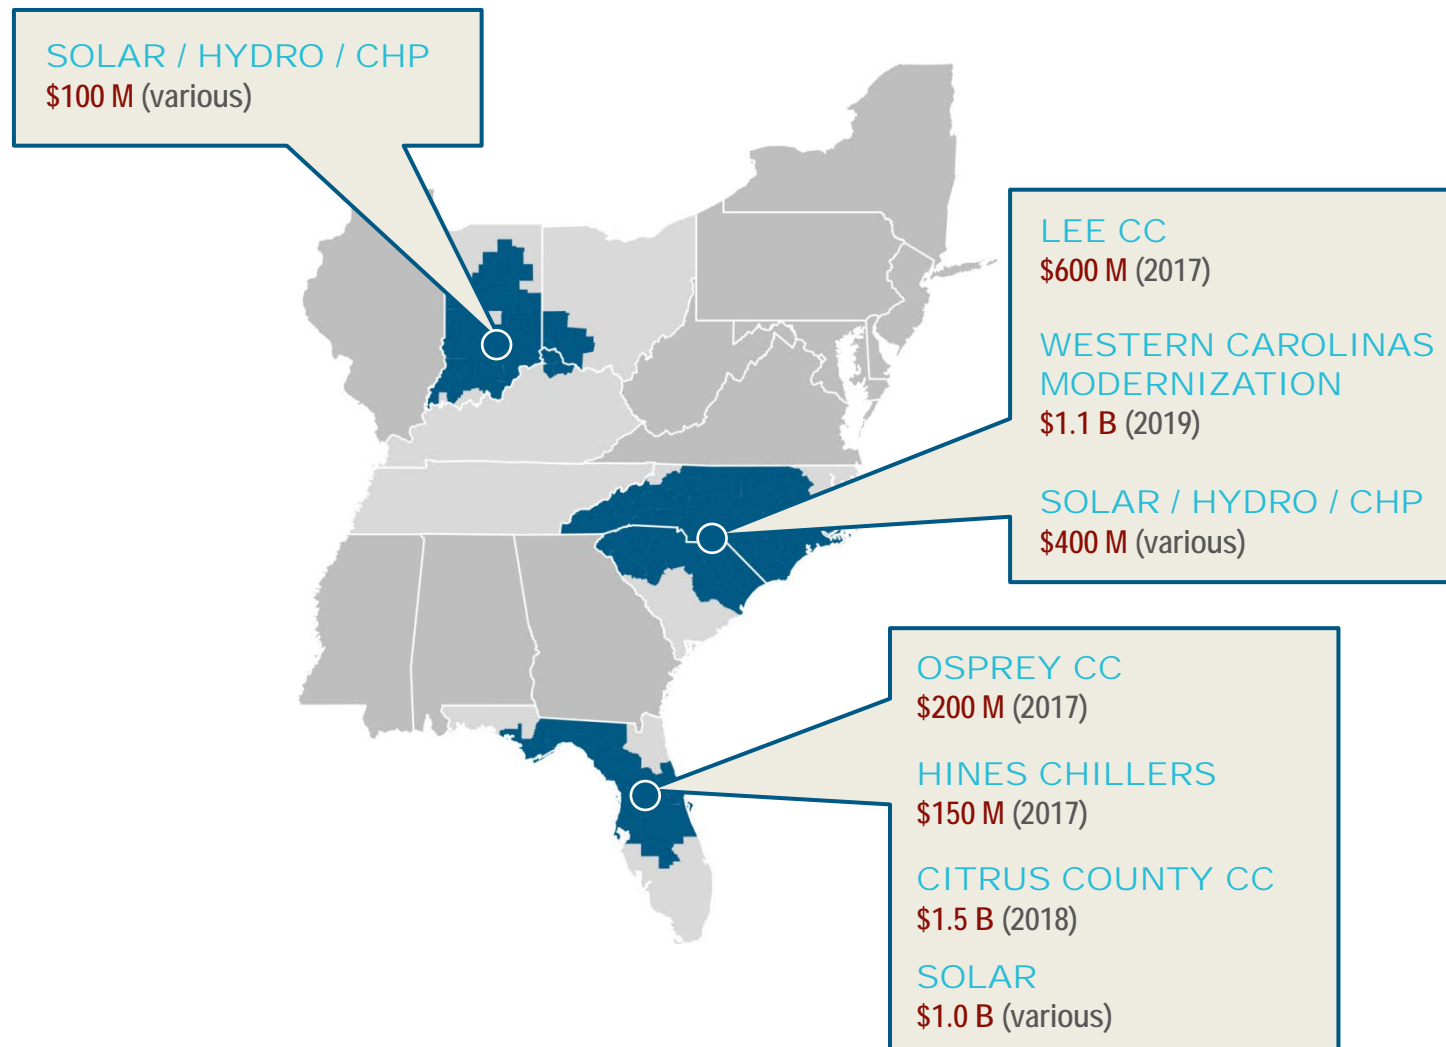 SOLAR / HYDRO / CHP
$100 M (various)
LEE CC
$600 M (2017)
WESTERN CAROLINAS
MODERNIZATION
$1.1 B (2019)
SOLAR / HYDRO / CHP
$400 M (various)
OSPREY CC
$200 M (2017)
HINES CHILLERS
$150 M (2017)
CITRUS COUNTY CC
$1.5 B (2018)
SOLAR
$1.0 B (various)